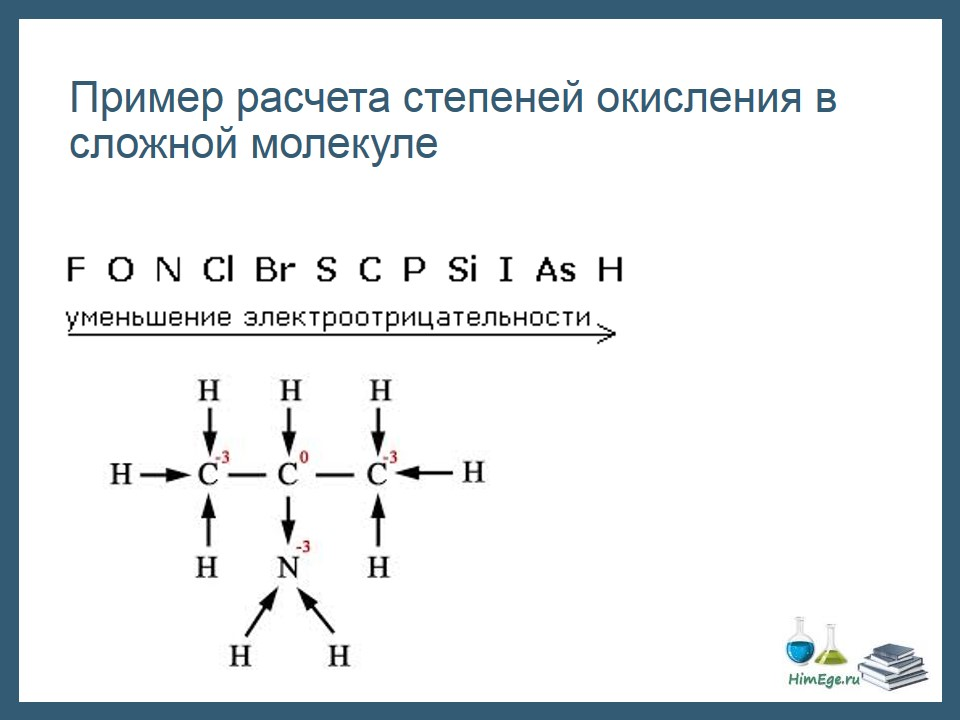 Пример расчета степеней окисления в
сложной молекуле
F O N Cl Br S C P Si I As H
уменьшение электроотрицательности
H H H
H C -3 C 0 C -3 H
H N -3 H
H H
HimEge.ru